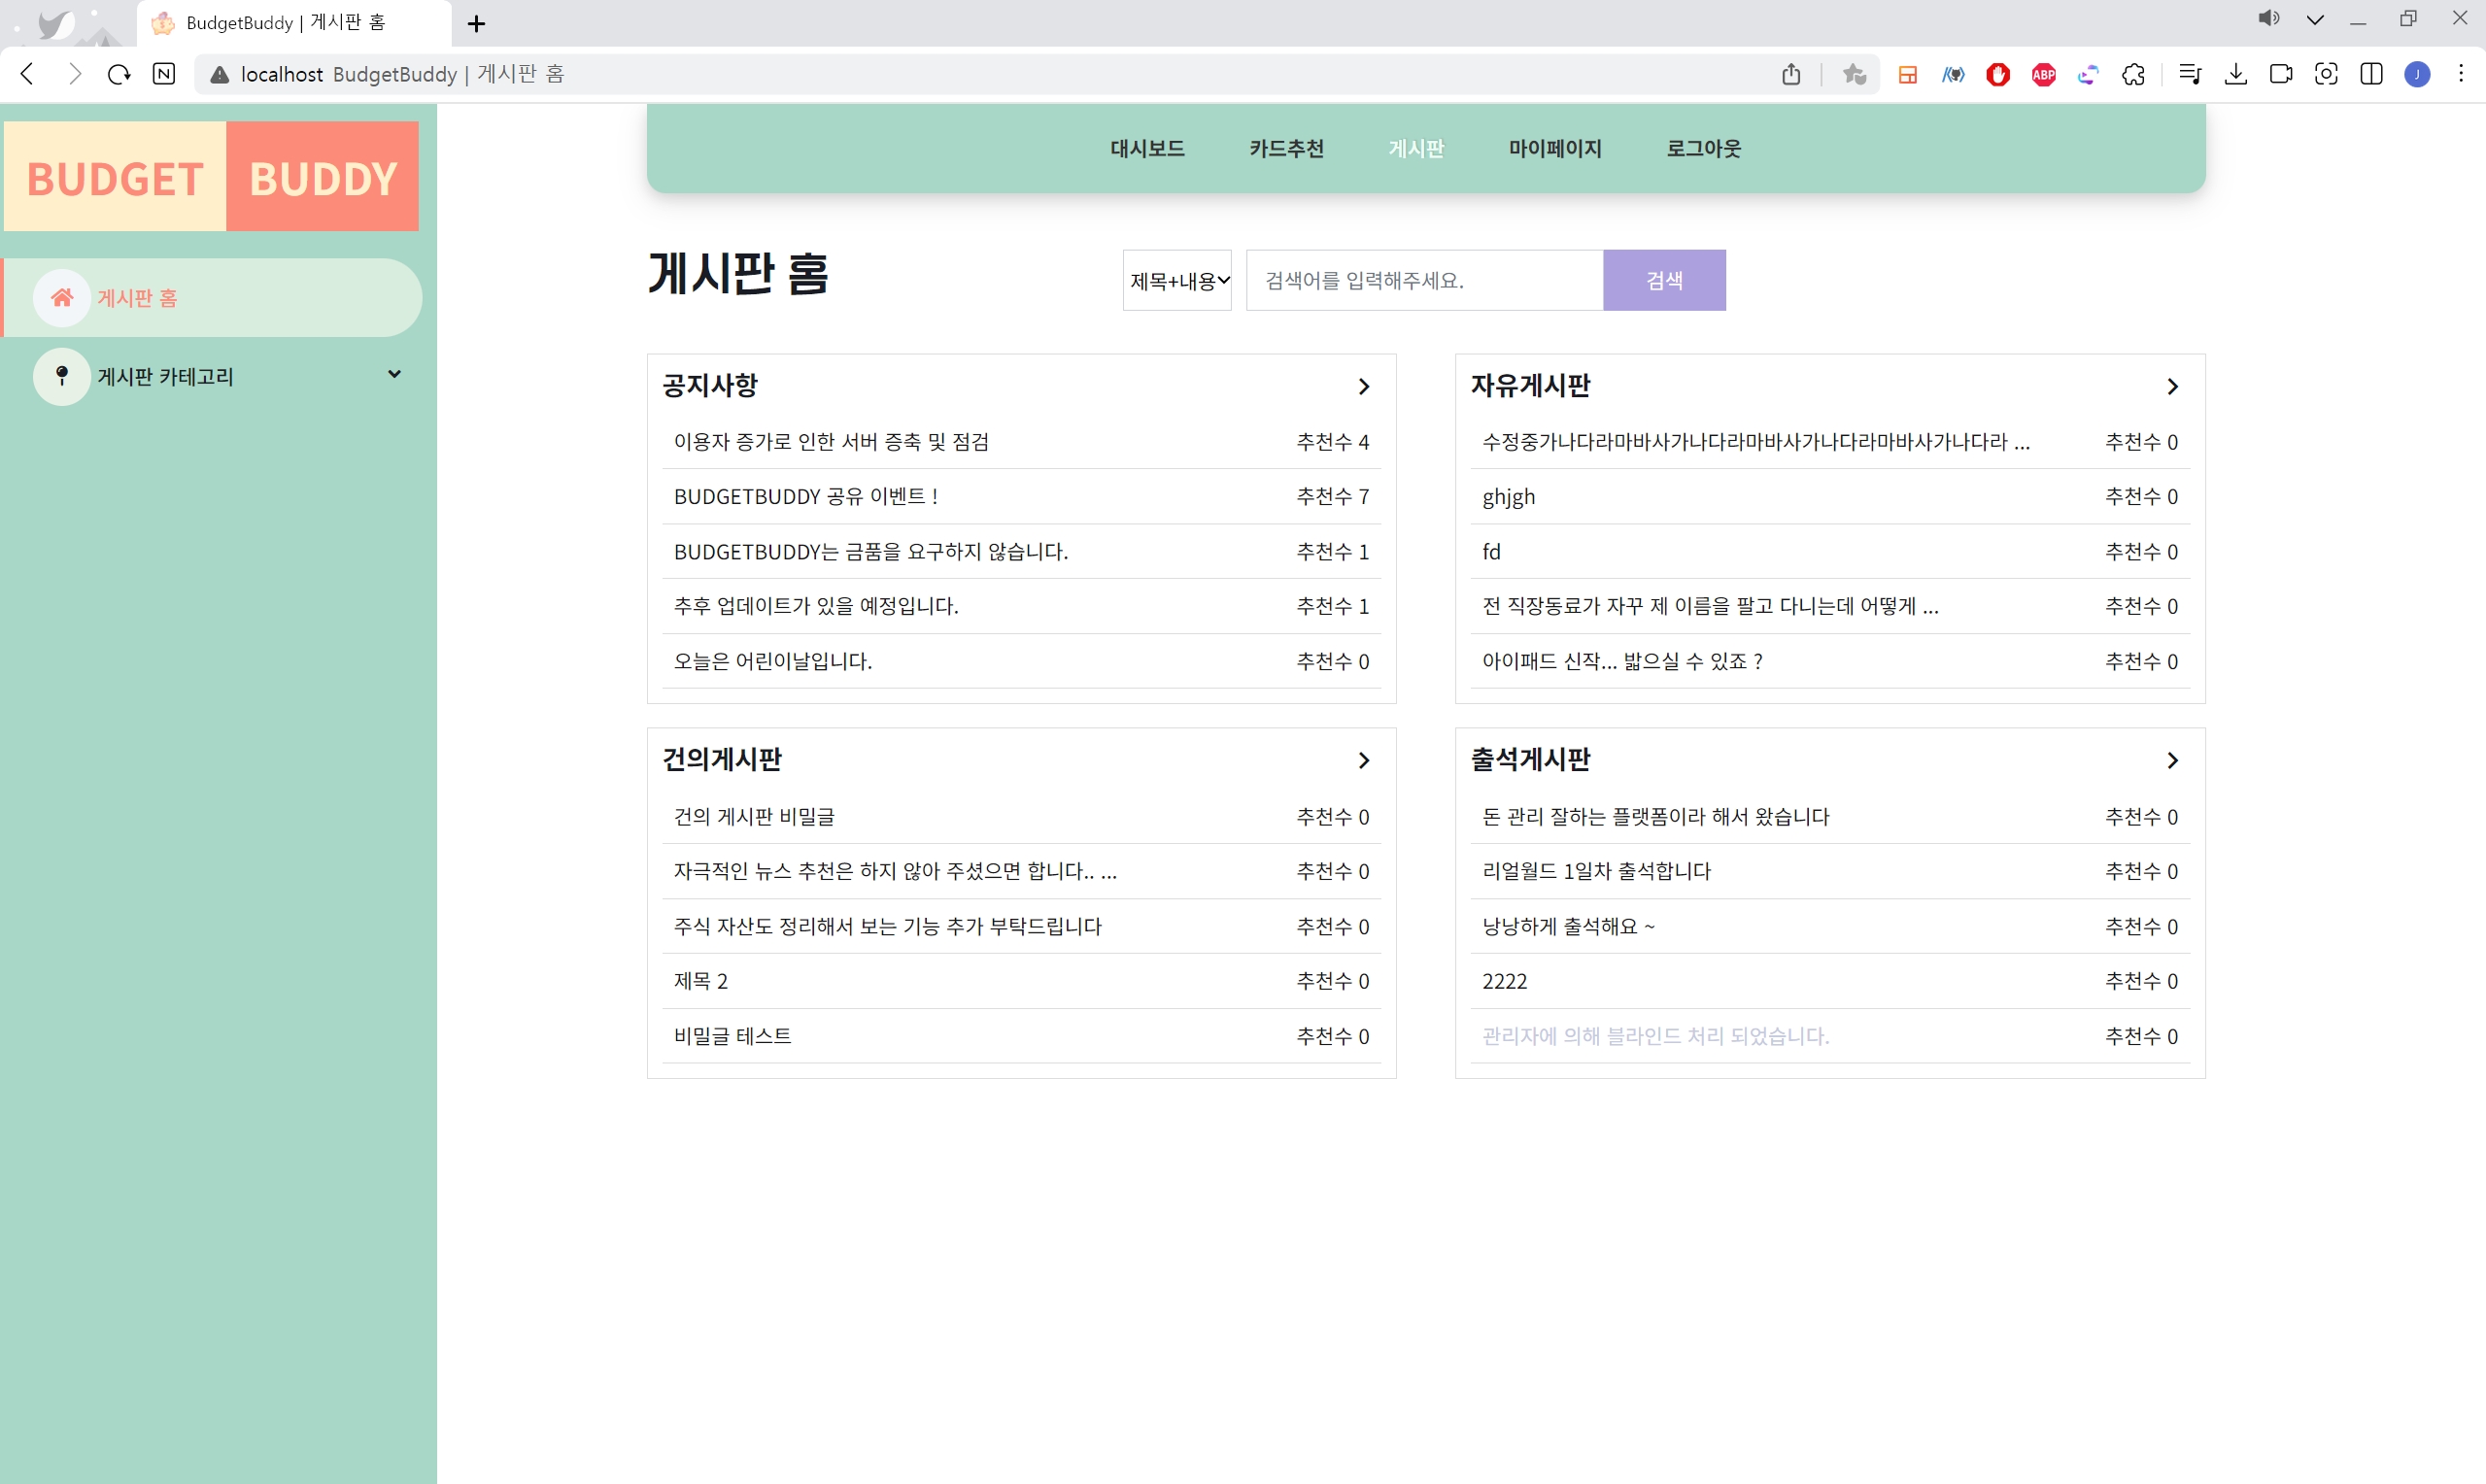 BudgetBuddy | 게시판 홈
localhost BudgetBuddy | 게시판 홈
ABP
J
BUDGET BUDDY
게시판 홈
게시판 카테고리
대시보드 카드추천 게시판 마이페이지 로그아웃
게시판 홈
제목+내용 검색어를 입력해주세요. 검색
공지사항
이용자 증가로 인한 서버 증축 및 점검 추천수 4
BUDGETBUDDY 공유 이벤트 ! 추천수 7
BUDGETBUDDY는 금품을 요구하지 않습니다. 추천수 1
추후 업데이트가 있을 예정입니다. 추천수 1
오늘은 어린이날입니다. 추천수 0
자유게시판
수정중가나다라마바사가나다라마바사가나다라마바사가나다라 ... 추천수 0
ghjgh 추천수 0
fd 추천수 0
전 직장동료가 자꾸 제 이름을 팔고 다니는데 어떻게 ... 추천수 0
아이패드 신작... 밟으실 수 있죠 ? 추천수 0
건의게시판
건의 게시판 비밀글 추천수 0
자극적인 뉴스 추천은 하지 않아 주셨으면 합니다.. ... 추천수 0
주식 자산도 정리해서 보는 기능 추가 부탁드립니다 추천수 0
제목 2 추천수 0
비밀글 테스트 추천수 0
출석게시판
돈 관리 잘하는 플랫폼이라 해서 왔습니다 추천수 0
리얼월드 1일차 출석합니다 추천수 0
낭낭하게 출석해요 ~ 추천수 0
2222 추천수 0
관리자에 의해 블라인드 처리 되었습니다. 추천수 0